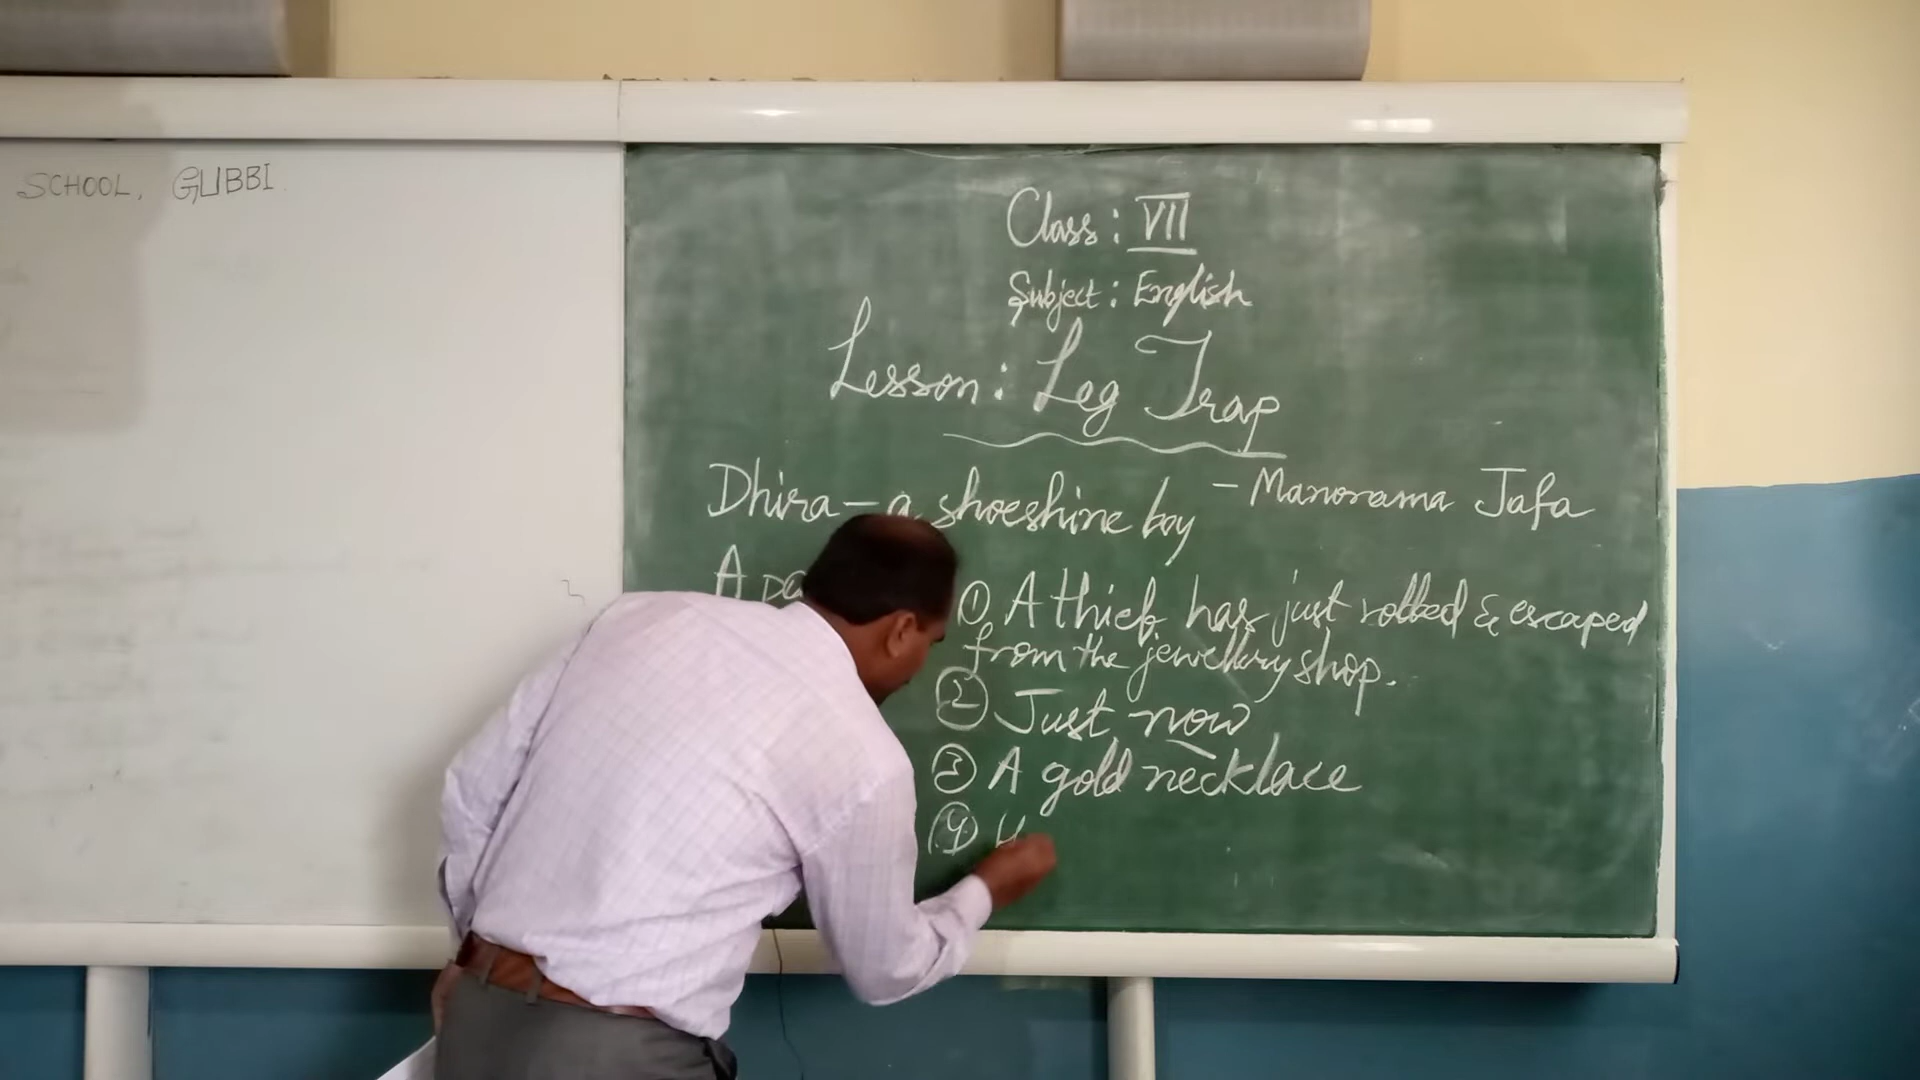 SCHOOL, GUBBI
Class : VII
Subject : English
Lesson : Leg Trap
- Manorama Jafa
Dhira - a shoeshine boy
A
① A thief has just robbed & escaped
from the jewellery shop.
② Just now
③ A gold necklace
④